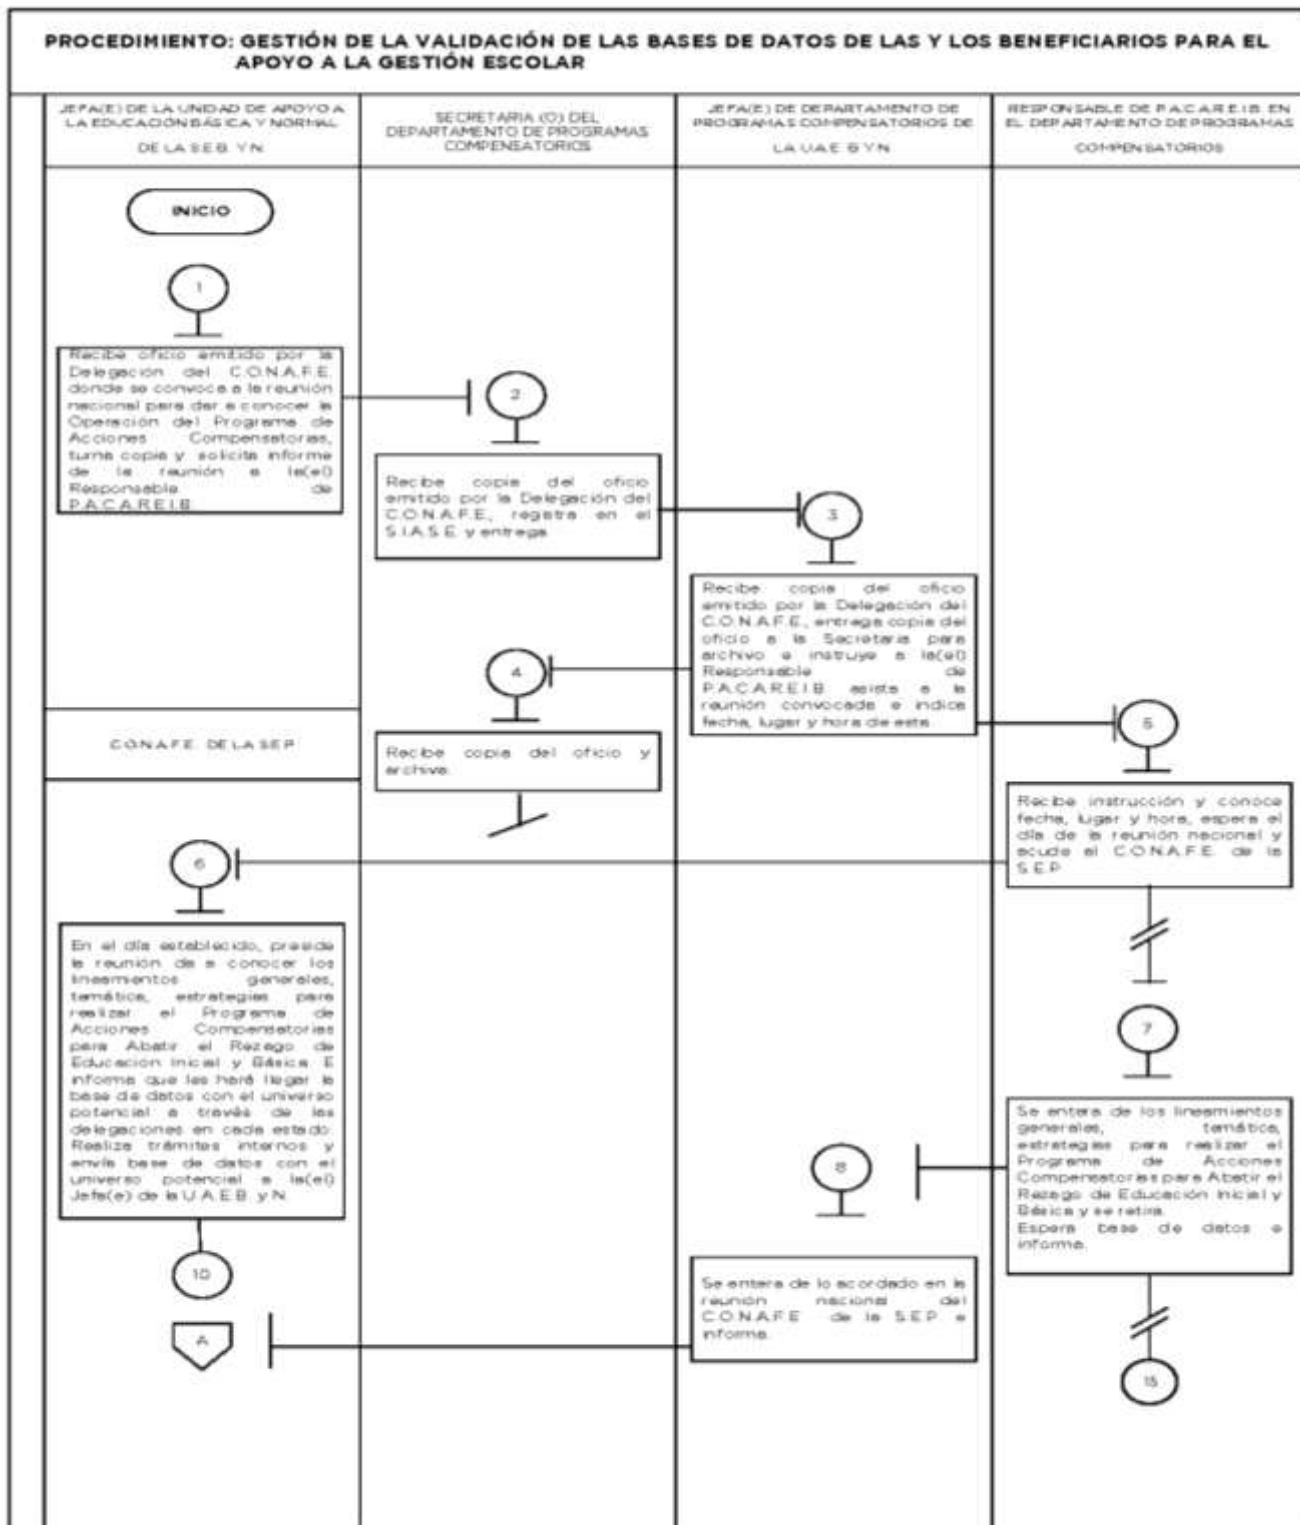 PROCEDIMIENTO: GESTIÓN DE LA VALIDACIÓN DE LAS BASES DE DATOS DE LAS Y LOS BENEFICIARIOS PARA EL
APOYO A LA GESTIÓN ESCOLAR
JEFA(E) DE LA UNIDAD DE APOYO A
LA EDUCACIÓN BÁSICA Y NORMAL
DE LA S.E.B. Y N.
SECRETARIA (O) DEL
DEPARTAMENTO DE PROGRAMAS
COMPENSATORIOS
JEFA(E) DE DEPARTAMENTO DE
PROGRAMAS COMPENSATORIOS DE
LA U.A.E. B Y N.
RESPONSABLE DE P.A.C.A.R.E.I.B. EN
EL DEPARTAMENTO DE PROGRAMAS
COMPENSATORIOS
INICIO
1
Recibe oficio emitido por la
Delegación del C.O.N.A.F.E.
donde se convoca a la reunión
nacional para dar a conocer la
Operación del Programa de
Acciones Compensatorias,
turna copia y solicita informe
de la reunión a la(el)
Responsable de
P.A.C.A.R.E.I.B.
2
Recibe copia del oficio
emitido por la Delegación del
C.O.N.A.F.E., registra en el
S.I.A.S.E. y entrega
3
Recibe copia del oficio
emitido por la Delegación del
C.O.N.A.F.E., entrega copia del
oficio a la Secretaria para
archivo e instruye a la(el)
Responsable de
P.A.C.A.R.E.I.B. asista a la
reunión convocada e indica
fecha, lugar y hora de esta.
4
Recibe copia del oficio y
archiva.
5
Recibe instrucción y conoce
fecha, lugar y hora, espera el
día de la reunión nacional y
acude al C.O.N.A.F.E. de la
S.E.P.
C.O.N.A.F.E. DE LA S.E.P.
6
En el día establecido, preside
la reunión da a conocer los
lineamientos generales,
temática, estrategias para
realizar el Programa de
Acciones Compensatorias
para Abatir el Rezago de
Educación Inicial y Básica. E
informa que les hará llegar la
base de datos con el universo
potencial a través de las
delegaciones en cada estado.
Realiza trámites internos y
envía base de datos con el
universo potencial a la(el)
Jefa(e) de la U.A.E.B. y N.
10
A
7
Se entera de los lineamientos
generales, temática,
estrategias para realizar el
Programa de Acciones
Compensatorias para Abatir el
Rezago de Educación Inicial y
Básica y se retira.
Espera base de datos e
informa.
15
8
Se entera de lo acordado en la
reunión nacional del
C.O.N.A.F.E. de la S.E.P. e
informa.